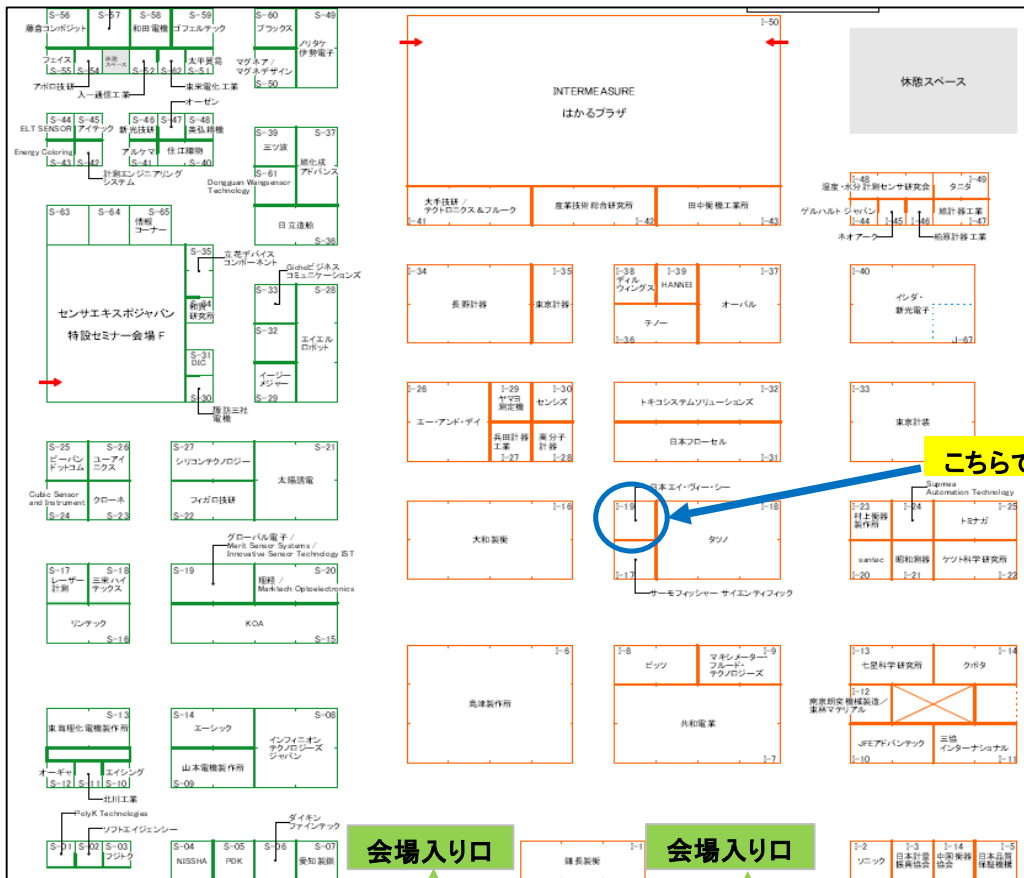 S-56
S-57
S-58
S-59
藤倉コンポジット
和田電機
ゴフェルテック
フェイス
休憩
スペース
太平貿易
S-55
S-54
S-52
S-62
S-51
アポロ技研
入一通信工業
東栄電化工業
オーゼン
S-60
S-49
ブラックス
ノリタケ
伊勢電子
マグネア/
マグネデザイン
S-50
S-44
S-45
S-46
S-47
S-48
ELT SENSOR
アイテック
新光技研
英弘精機
Energy Coloring
アルケマ
住江織物
S-43
S-42
S-41
S-40
計測エンジニアリング
システム
S-39
S-37
三ツ波
旭化成
アドバンス
S-61
Dongguan Wangsensor
Technology
日立造船
S-36
S-63
S-64
S-65
情報
コーナー
センサエキスポジャパン
特設セミナー会場 F
S-35
立花デバイス
コンポーネント
S-34
和貴
研究所
S-31
DIC
S-30
諏訪三社
電機
Gichoビジネス
コミュニケーションズ
S-33
S-28
S-32
エイエル
ロボット
イージー
メジャー
S-29
S-25
S-26
ビーバン
ドットコム
ユーアイ
ニクス
Cubic Sensor
and Instrument
クローネ
S-24
S-23
S-27
S-21
シリコンテクノロジー
太陽誘電
フィガロ技研
S-22
グローバル電子 /
Merit Sensor Systems /
Innovative Sensor Technology IST
S-17
S-18
レーザー
計測
三栄ハイ
テックス
リンテック
S-16
S-19
S-20
理経 /
Marktech Optoelectronics
KOA
S-15
S-13
東海理化電機製作所
オーギャ
エイシング
S-12
S-11
S-10
北川工業
S-14
S-08
エーシック
インフィニオン
テクノロジーズ
ジャパン
山本電機製作所
S-09
PolyK Technologies
ソフトエイジェンシー
S-01
S-02
S-03
フジトク
ダイキン
ファインテック
S-04
S-05
S-06
S-07
NISSHA
PDK
愛知製鋼
I-50
INTERMEASURE
はかるプラザ
大手技研 /
テクトロニクス&フルーク
産業技術総合研究所
田中衡機工業所
I-41
I-42
I-43
休憩スペース
I-48
I-49
温度・水分計測センサ研究会
タニタ
ゲルハルト ジャパン
旭計器工業
I-44
I-45
I-46
I-47
ネオアーク
柏原計器工業
I-34
I-35
長野計器
東京計器
I-38
I-39
I-37
ティル
ウィングス
HANNEI
オーバル
チノー
I-36
I-40
イシダ・
新光電子
J-67
I-26
I-29
I-30
エー・アンド・デイ
ヤマヨ
測定機
センシズ
兵田計器
工業
高分子
計器
I-27
I-28
I-32
トキコシステムソリューションズ
日本フローセル
I-31
I-33
東京計装
こちらで
日本エイ・ヴィー・シー
Supmea
Automation Technology
I-16
大和製衡
I-19
I-18
タツノ
I-17
サーモフィッシャー サイエンティフィック
I-23
I-24
I-25
村上衡器
製作所
トミナガ
santec
昭和測器
ケツト科学研究所
I-20
I-21
I-22
I-6
島津製作所
I-8
I-9
ビッツ
マキシメーター・
フルード・
テクノロジーズ
共和電業
I-7
I-13
I-14
七星科学研究所
クボタ
I-12
南京朗奕機械製造/
東林マテリアル
JFEアドバンテック
三協
インターナショナル
I-10
I-11
会場入り口
会場入り口
I-1
鎌長製衡
I-2
I-3
I-14
I-5
ソニック
日本計量
振興協会
中国衡器
協会
日本品質
保証機構